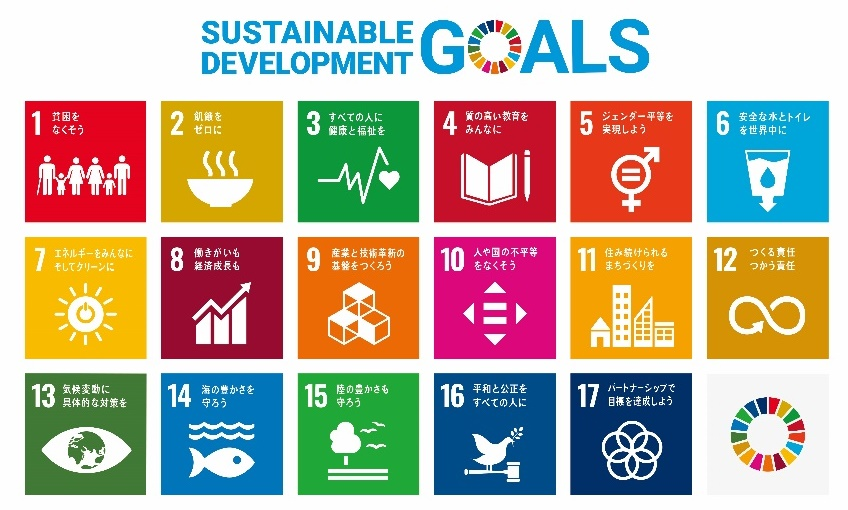 SUSTAINABLE
DEVELOPMENT
GOALS
1 貧困を
なくそう
2 飢餓を
ゼロに
3 すべての人に
健康と福祉を
4 質の高い教育を
みんなに
5 ジェンダー平等を
実現しよう
6 安全な水とトイレ
を世界中に
7 エネルギーをみんなに
そしてクリーンに
8 働きがいも
経済成長も
9 産業と技術革新の
基盤をつくろう
10 人や国の不平等
をなくそう
11 住み続けられる
まちづくりを
12 つくる責任
つかう責任
13 気候変動に
具体的な対策を
14 海の豊かさを
守ろう
15 陸の豊かさも
守ろう
16 平和と公正を
すべての人に
17 パートナーシップで
目標を達成しよう